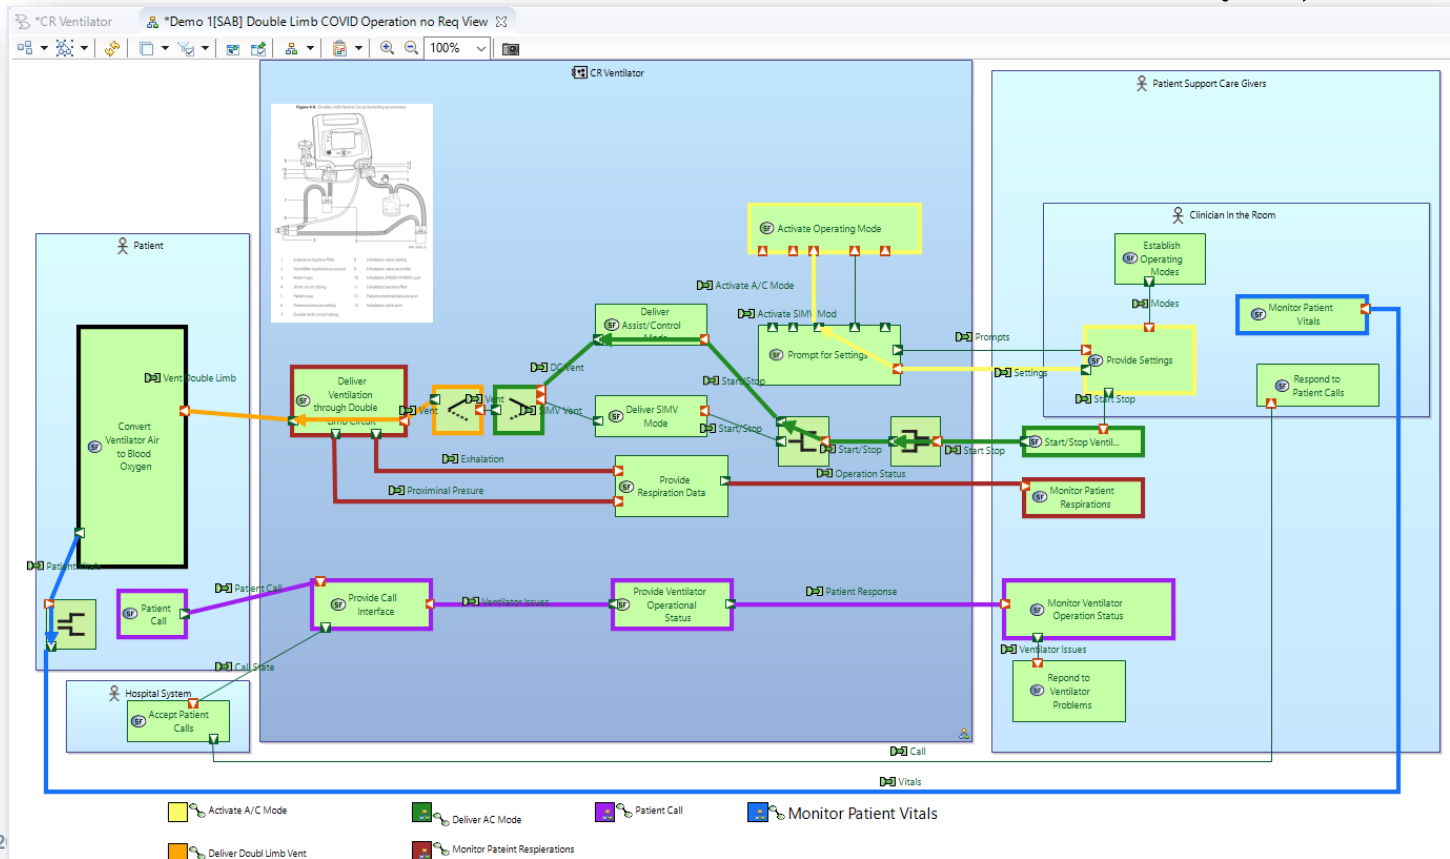 *CR Ventilator
*Demo 1[SAB] Double Limb COVID Operation no Req View
100%
CR Ventilator
Patient Support Care Givers
Clinician In the Room
Patient
Activate Operating Mode
Establish
Operating
Modes
Activate A/C Mode
Modes
Monitor Patient
Vitals
Deliver
Assist/Control
Mode
Activate SIMV Mod
Prompt for Settings
Prompts
Provide Settings
Settings
Respond to
Patient Calls
Vent Double Limb
DC Vent
Start/Stop
Start Stop
Deliver
Ventilation
through Double
Limb Circuit
Vent
Vent
SIMV Vent
Deliver SIMV
Mode
Start/Stop
Convert
Ventilator Air
to Blood
Oxygen
Start/Stop
Start Stop
Start/Stop Ventil...
Exhalation
Operation Status
Provide
Respiration Data
Proximinal Presure
Monitor Patient
Respirations
Patient Vitals
Patient Call
Patient
Call
Provide Call
Interface
Ventilator Issues
Provide Ventilator
Operational
Status
Patient Response
Monitor Ventilator
Operation Status
Ventilator Issues
Call State
Repond to
Ventilator
Problems
Hospital System
Accept Patient
Calls
Call
Vitals
Activate A/C Mode
Deliver AC Mode
Patient Call
Monitor Patient Vitals
Deliver Doubl Limb Vent
Monitor Pateint Respierations